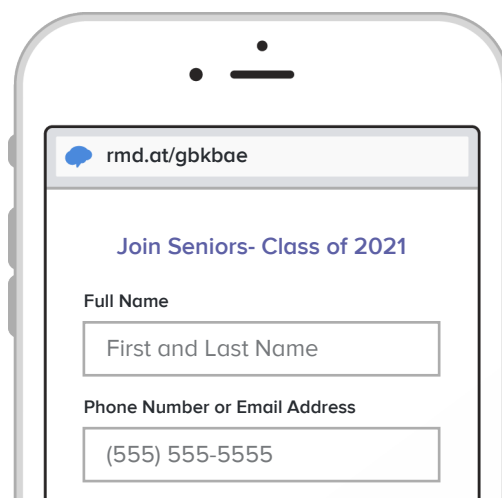 rmd.at/gbkbae
Join Seniors- Class of 2021
Full Name
First and Last Name
Phone Number or Email Address
(555) 555-5555